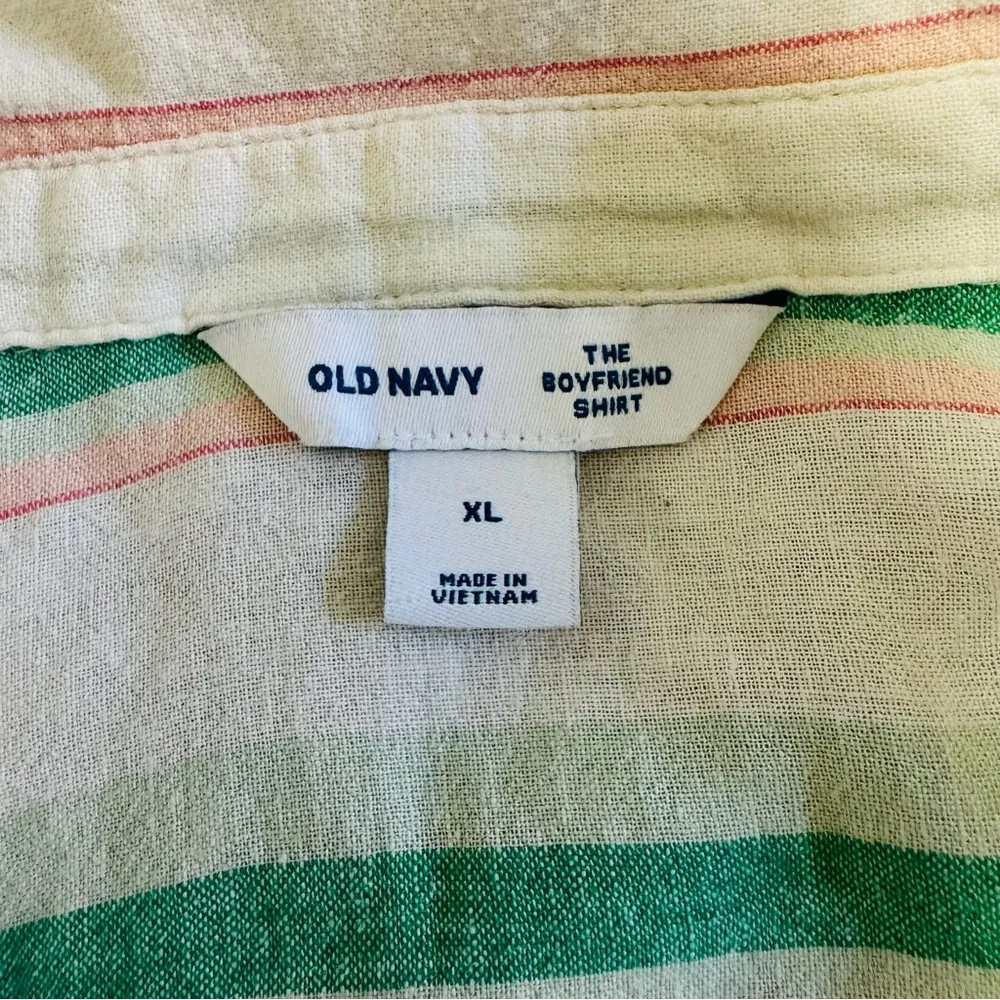 OLD NAVY
THE
BOYFRIEND
SHIRT
XL
MADE IN
VIETNAM